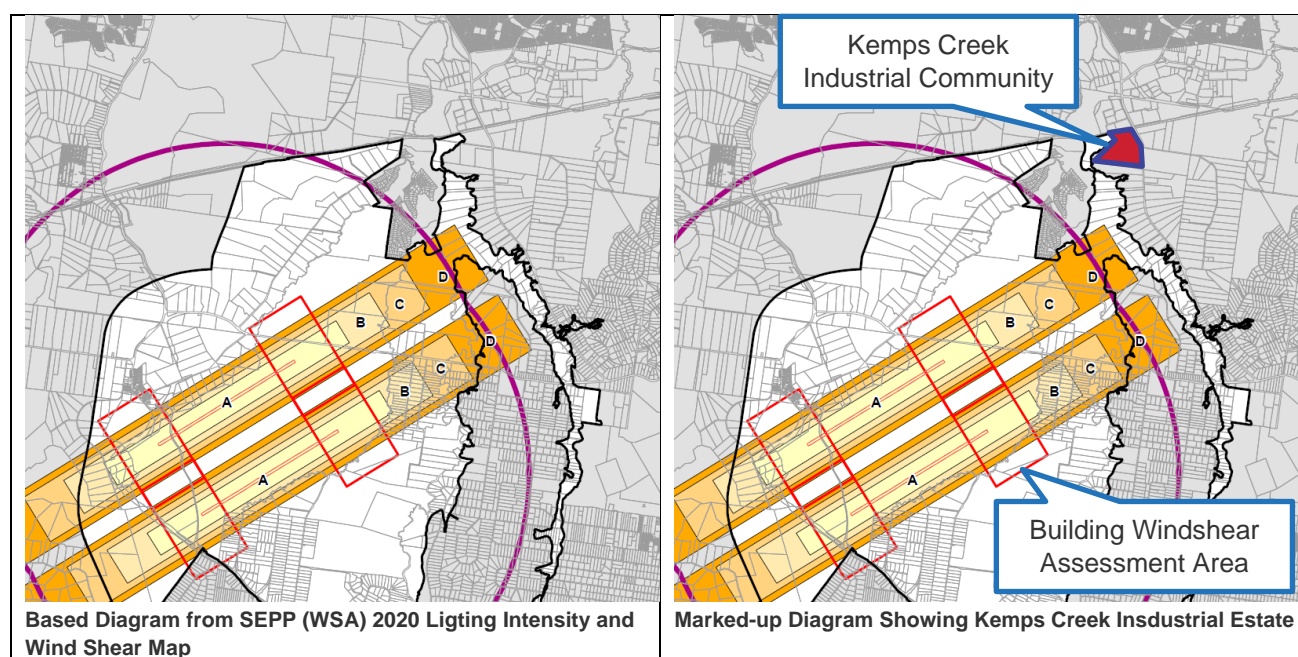 Kemps Creek
Industrial Community
D
D
C
C
B
B
D
D
C
C
A
A
B
B
A
A
Building Windshear
Assessment Area
Based Diagram from SEPP (WSA) 2020 Ligting Intensity and
Wind Shear Map
Marked-up Diagram Showing Kemps Creek Insdustrial Estate